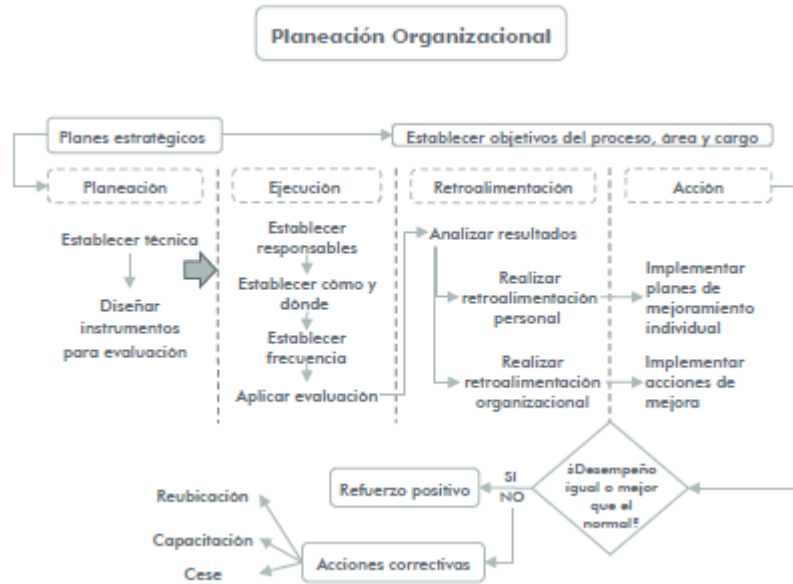 Planeación Organizacional
Planes estratégicos
Establecer objetivos del proceso, área y cargo
Planeación
Ejecución
Retroalimentación
Acción
Establecer técnica
Diseñar
instrumentos
para evaluación
Establecer
responsables
Establecer cómo y
dónde
Establecer
frecuencia
Aplicar evaluación
Analizar resultados
Realizar
retroalimentación
personal
Realizar
retroalimentación
organizacional
Implementar
planes de
mejoramiento
individual
Implementar
acciones de
mejora
¿Desempeño
igual o mejor
que el
normal?
SI
NO
Refuerzo positivo
Acciones correctivas
Reubicación
Capacitación
Cese